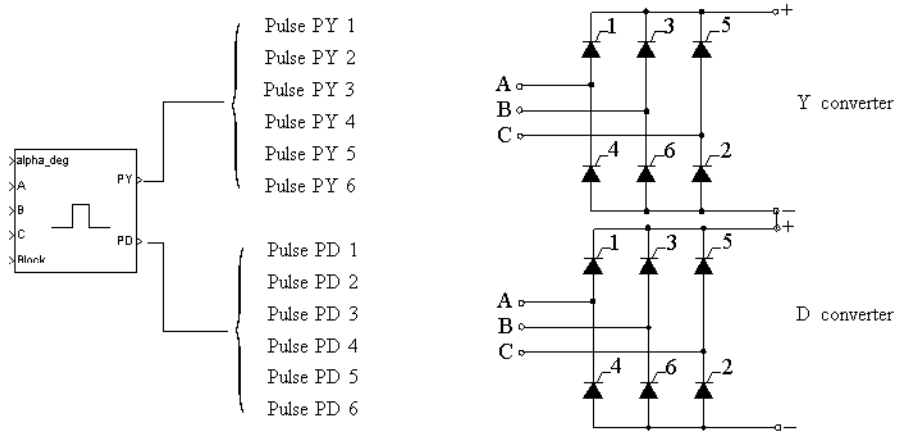 Pulse PY 1
Pulse PY 2
Pulse PY 3
Pulse PY 4
Pulse PY 5
Pulse PY 6
alpha_deg
A
B
C
Block
PY
PD
Pulse PD 1
Pulse PD 2
Pulse PD 3
Pulse PD 4
Pulse PD 5
Pulse PD 6
1 3 5
+
A
B
C
Y converter
4 6 2
−
+
1 3 5
A
B
C
D converter
4 6 2
−